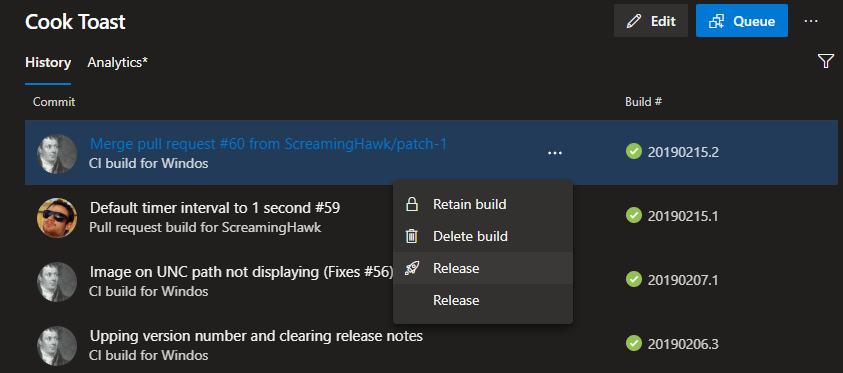 Cook Toast
Edit
Queue
History
Analytics*
Commit
Build #
Merge pull request #60 from ScreamingHawk/patch-1
CI build for Windos
20190215.2
Retain build
Delete build
Release
Release
Default timer interval to 1 second #59
Pull request build for ScreamingHawk
20190215.1
Image on UNC path not displaying (Fixes #56)
CI build for Windos
20190207.1
Upping version number and clearing release notes
CI build for Windos
20190206.3